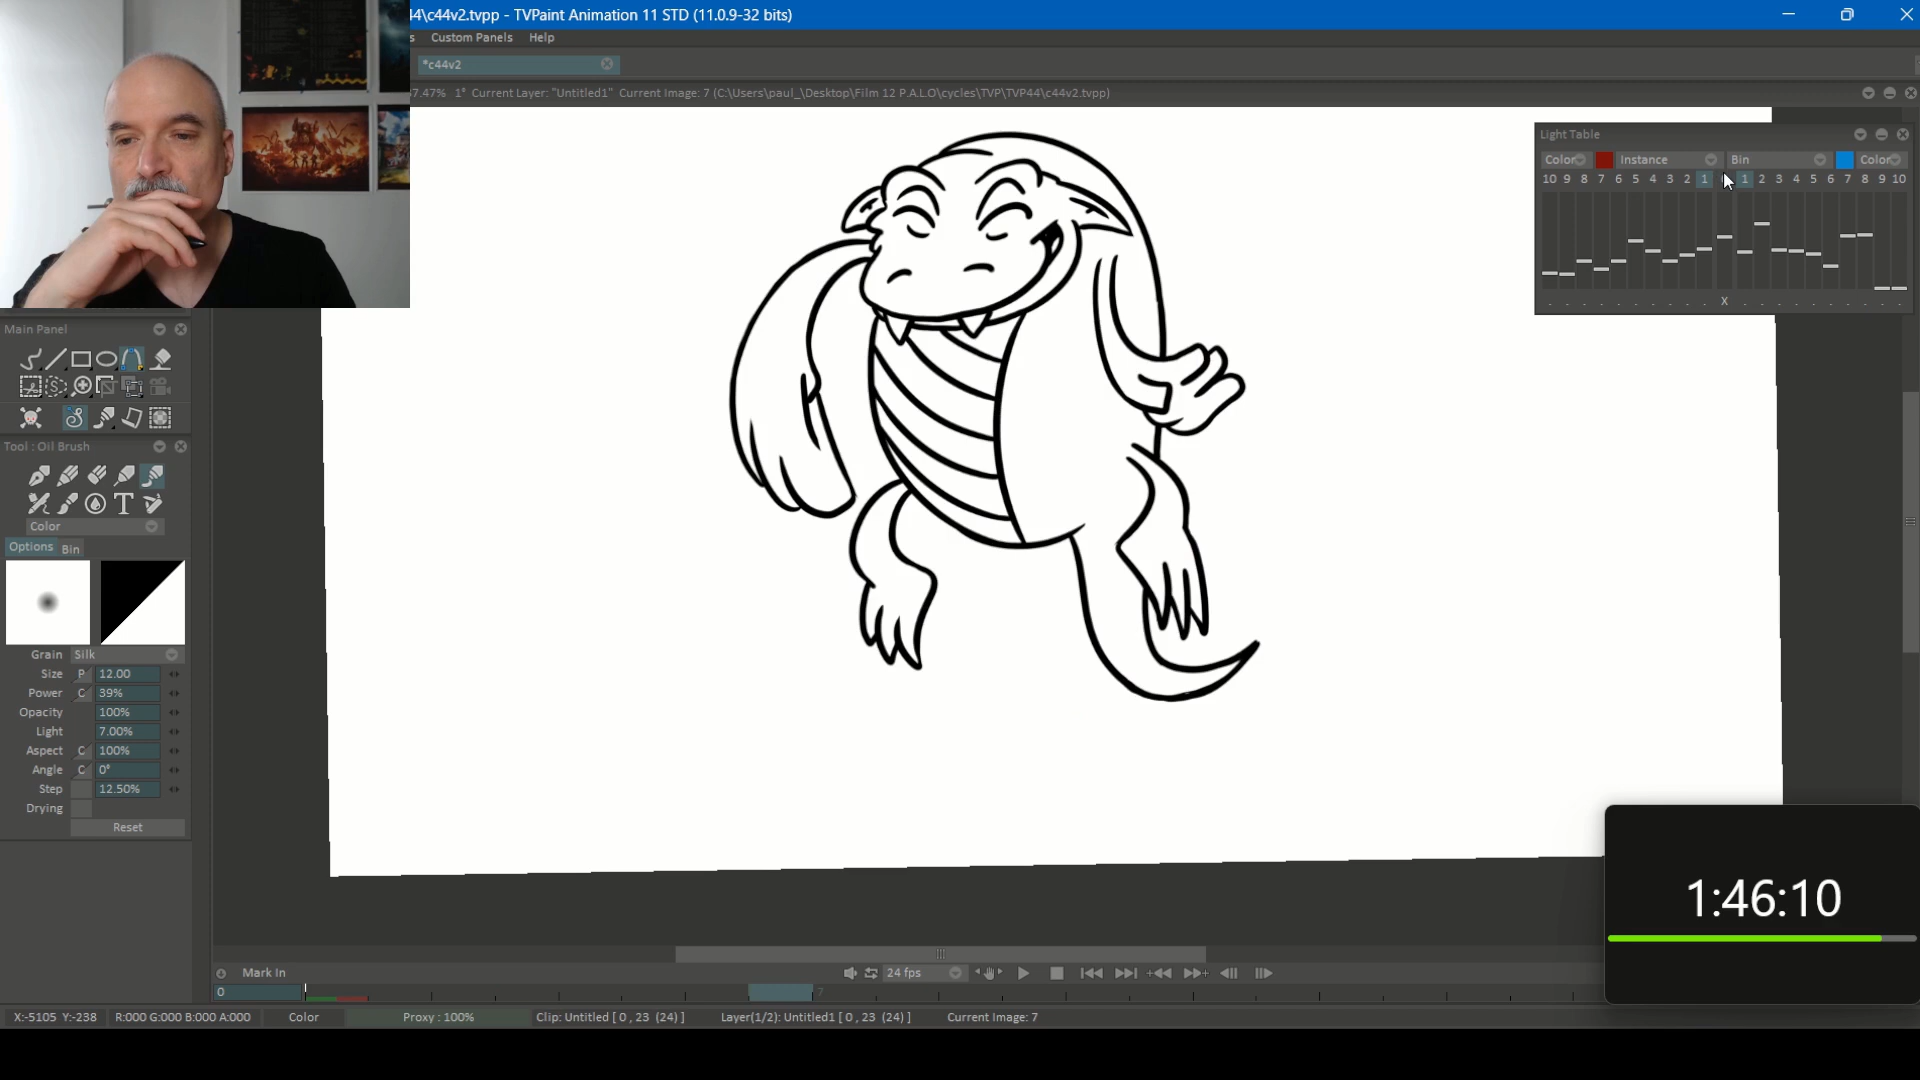 44\c44v2.tvpp - TVPaint Animation 11 STD (11.0.9-32 bits)
s Custom Panels Help
*c44v2
7.47% 1° Current Layer: "Untitled1" Current Image: 7 (C:\Users\paul_\Desktop\Film 12 P.A.L.O\cycles\TVP\TVP44\c44v2.tvpp)
Light Table
Color Instance Bin Color
10 9 8 7 6 5 4 3 2 1 1 2 3 4 5 6 7 8 9 10
X
Main Panel
Tool : Oil Brush
T
Color
Options Bin
Grain Silk
Size P 12.00
Power C 39%
Opacity 100%
Light 7.00%
Aspect C 100%
Angle C 0°
Step 12.50%
Drying
Reset
1:46:10
Mark In 24 fps
0 7
X:-5105 Y:-238 R:000 G:000 B:000 A:000 Color Proxy : 100% Clip: Untitled [ 0 , 23 (24) ] Layer(1/2): Untitled1 [ 0 , 23 (24) ] Current Image: 7